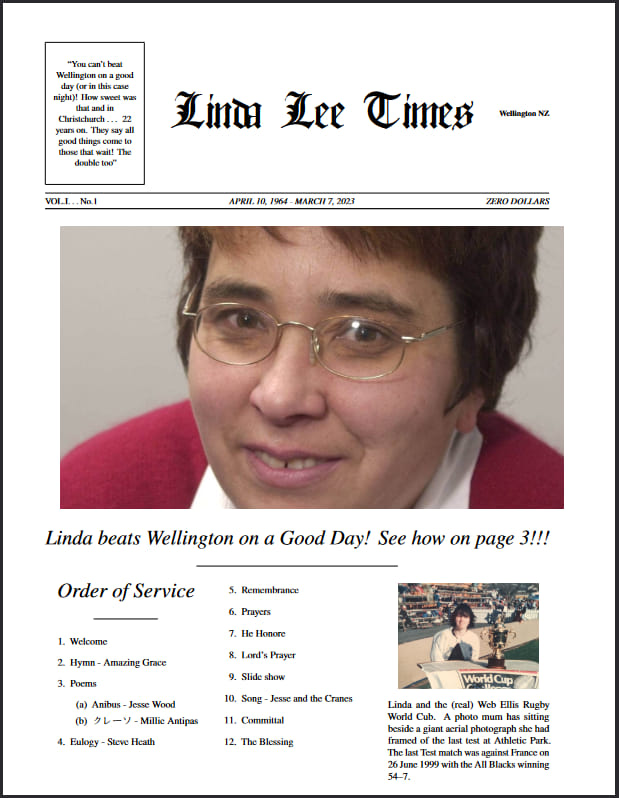 “You can’t beat
Wellington on a good
day (or in this case
night)! How sweet was
that and in
Christchurch . . . 22
years on. They say all
good things come to
those that wait! The
double too”
Linda Lee Times
Wellington NZ
VOL.I. . . No.1
APRIL 10, 1964 - MARCH 7, 2023
ZERO DOLLARS
Linda beats Wellington on a Good Day! See how on page 3!!!
Order of Service
1. Welcome
2. Hymn - Amazing Grace
3. Poems
(a) Anibus - Jesse Wood
(b) クレーソ - Millie Antipas
4. Eulogy - Steve Heath
5. Remembrance
6. Prayers
7. He Honore
8. Lord’s Prayer
9. Slide show
10. Song - Jesse and the Cranes
11. Committal
12. The Blessing
World Cup
Linda and the (real) Web Ellis Rugby
World Cub. A photo mum has sitting
beside a giant aerial photograph she had
framed of the last test at Athletic Park.
The last Test match was against France on
26 June 1999 with the All Blacks winning
54–7.